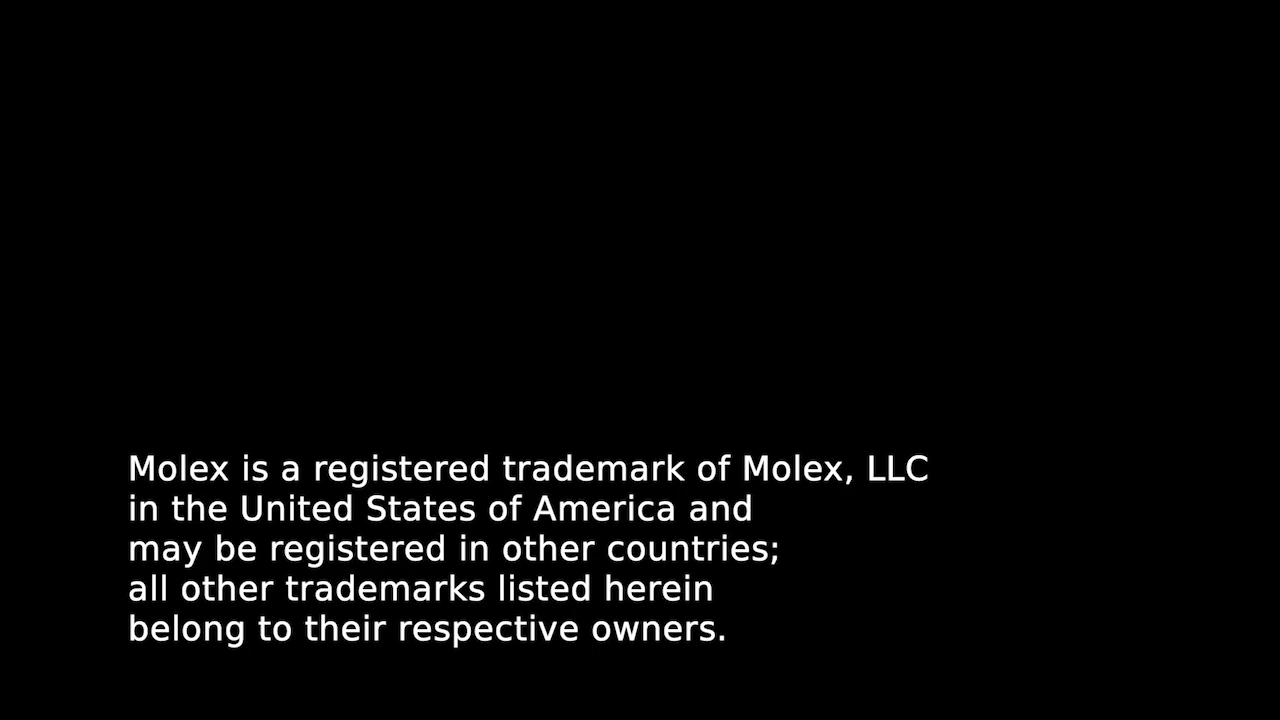 Molex is a registered trademark of Molex, LLC
in the United States of America and
may be registered in other countries;
all other trademarks listed herein
belong to their respective owners.